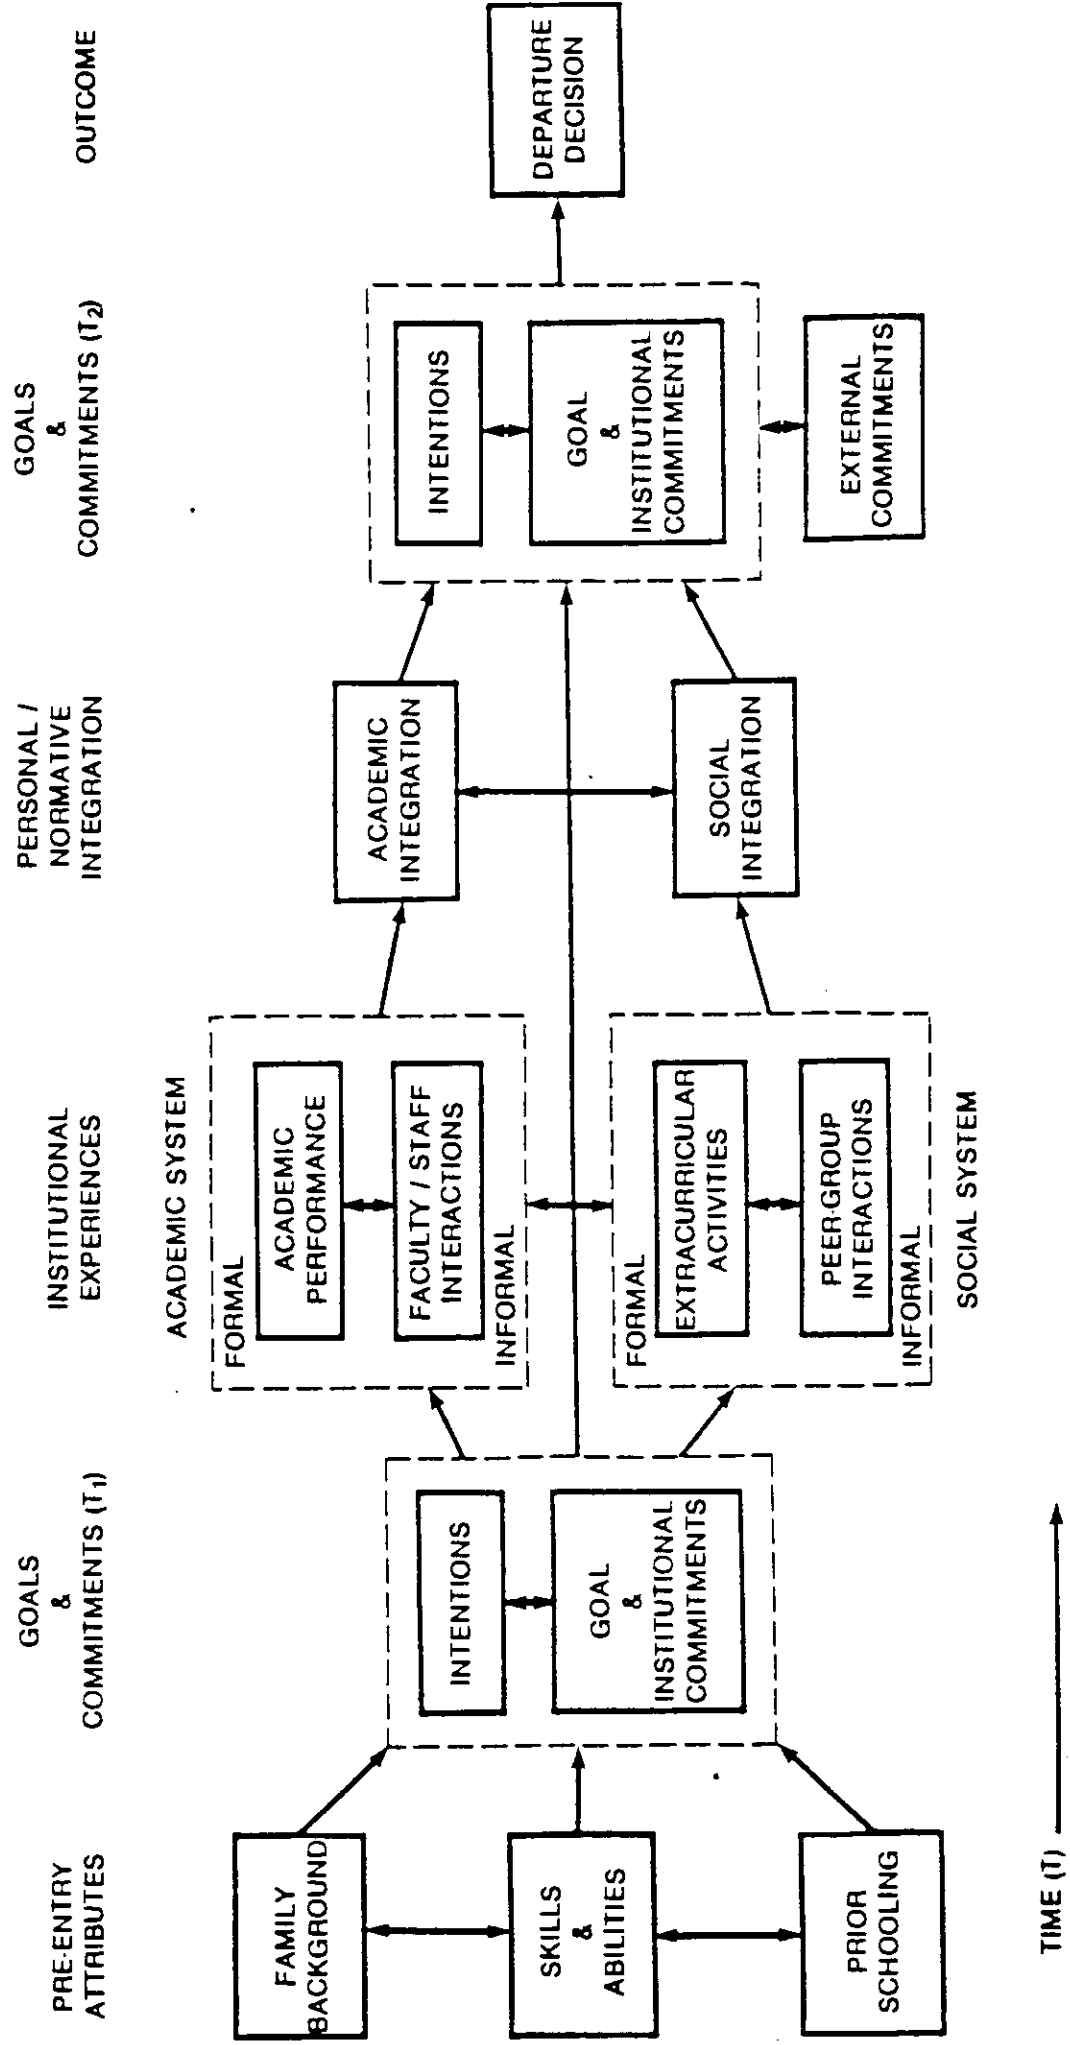 PRE-ENTRY
ATTRIBUTES
GOALS
&
COMMITMENTS (T₁)
INSTITUTIONAL
EXPERIENCES
PERSONAL /
NORMATIVE
INTEGRATION
GOALS
&
COMMITMENTS (T₂)
OUTCOME
FAMILY
BACKGROUND
SKILLS
&
ABILITIES
PRIOR
SCHOOLING
INTENTIONS
GOAL
&
INSTITUTIONAL
COMMITMENTS
ACADEMIC SYSTEM
FORMAL
ACADEMIC
PERFORMANCE
FACULTY / STAFF
INTERACTIONS
INFORMAL
FORMAL
EXTRACURRICULAR
ACTIVITIES
PEER-GROUP
INTERACTIONS
INFORMAL
SOCIAL SYSTEM
ACADEMIC
INTEGRATION
SOCIAL
INTEGRATION
INTENTIONS
GOAL
&
INSTITUTIONAL
COMMITMENTS
EXTERNAL
COMMITMENTS
DEPARTURE
DECISION
TIME (T)